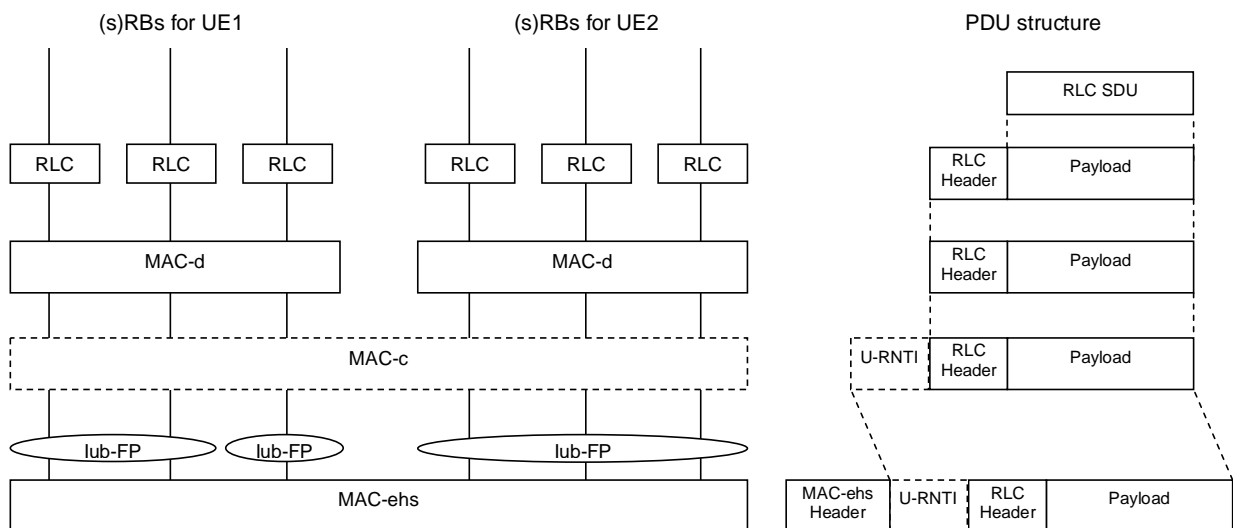 (s)RBs for UE1 (s)RBs for UE2 PDU structure
RLC SDU
RLC RLC RLC RLC RLC RLC
RLC
Header
Payload
MAC-d MAC-d
RLC
Header
Payload
MAC-c
U-RNTI
RLC
Header
Payload
Iub-FP Iub-FP Iub-FP
MAC-ehs
MAC-ehs
Header
U-RNTI
RLC
Header
Payload